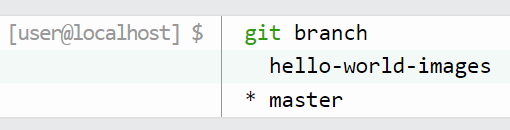 [user@localhost] $ git branch
hello-world-images
* master